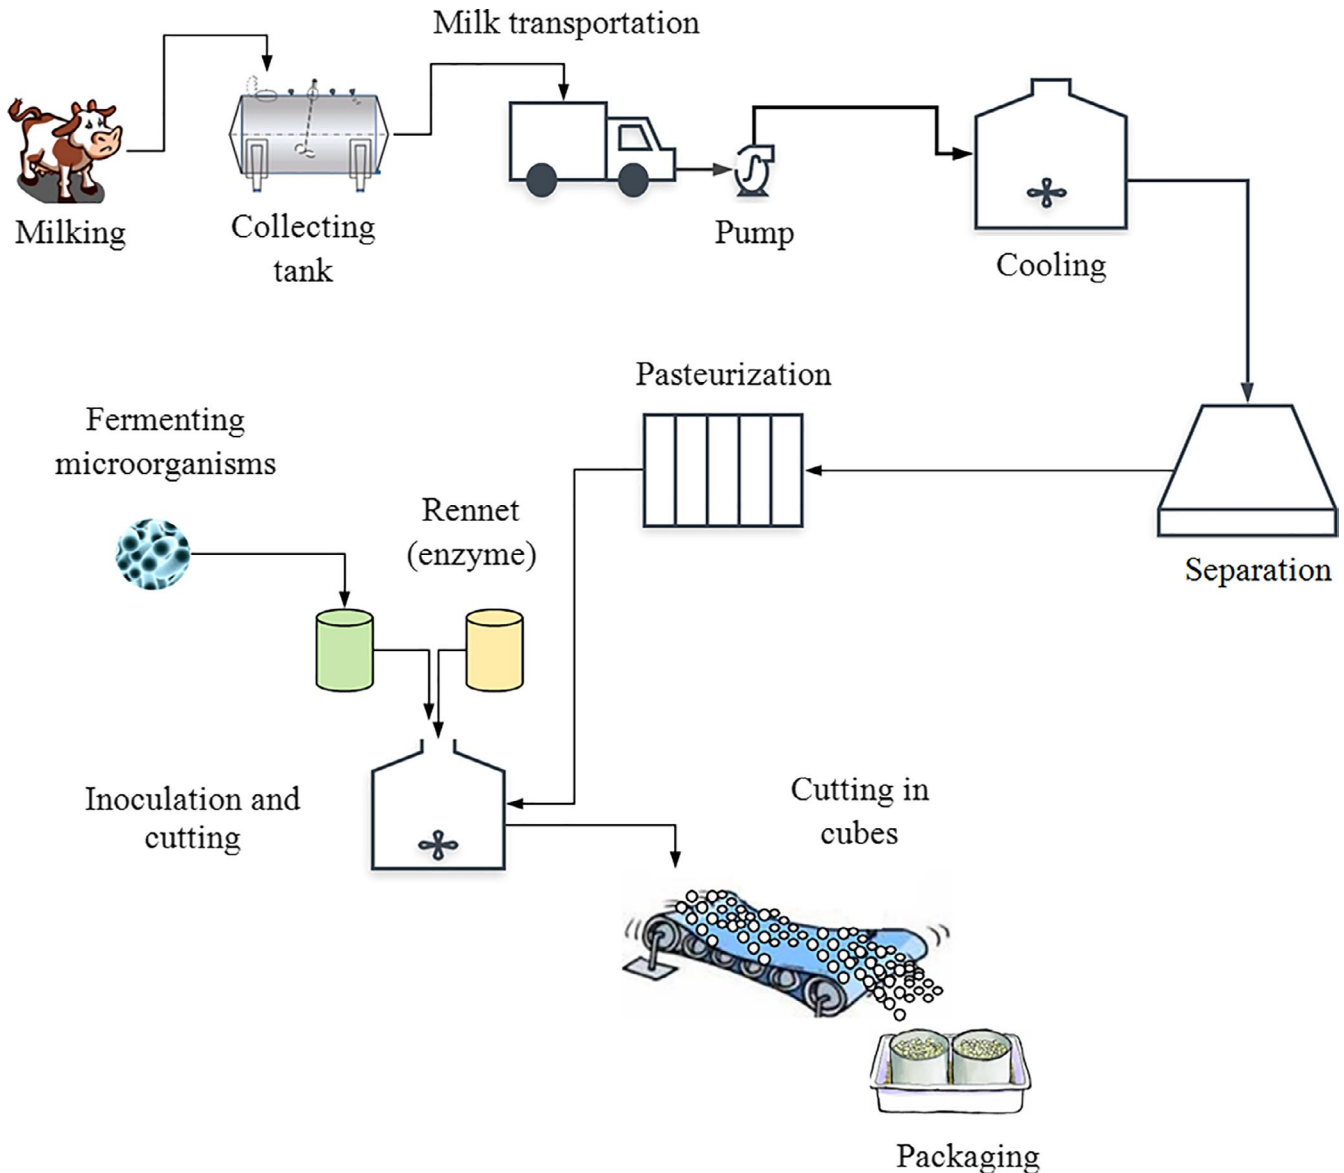 Milk transportation
Milking
Collecting
tank
Pump
Cooling
Pasteurization
Separation
Fermenting
microorganisms
Rennet
(enzyme)
Inoculation and
cutting
Cutting in
cubes
Packaging